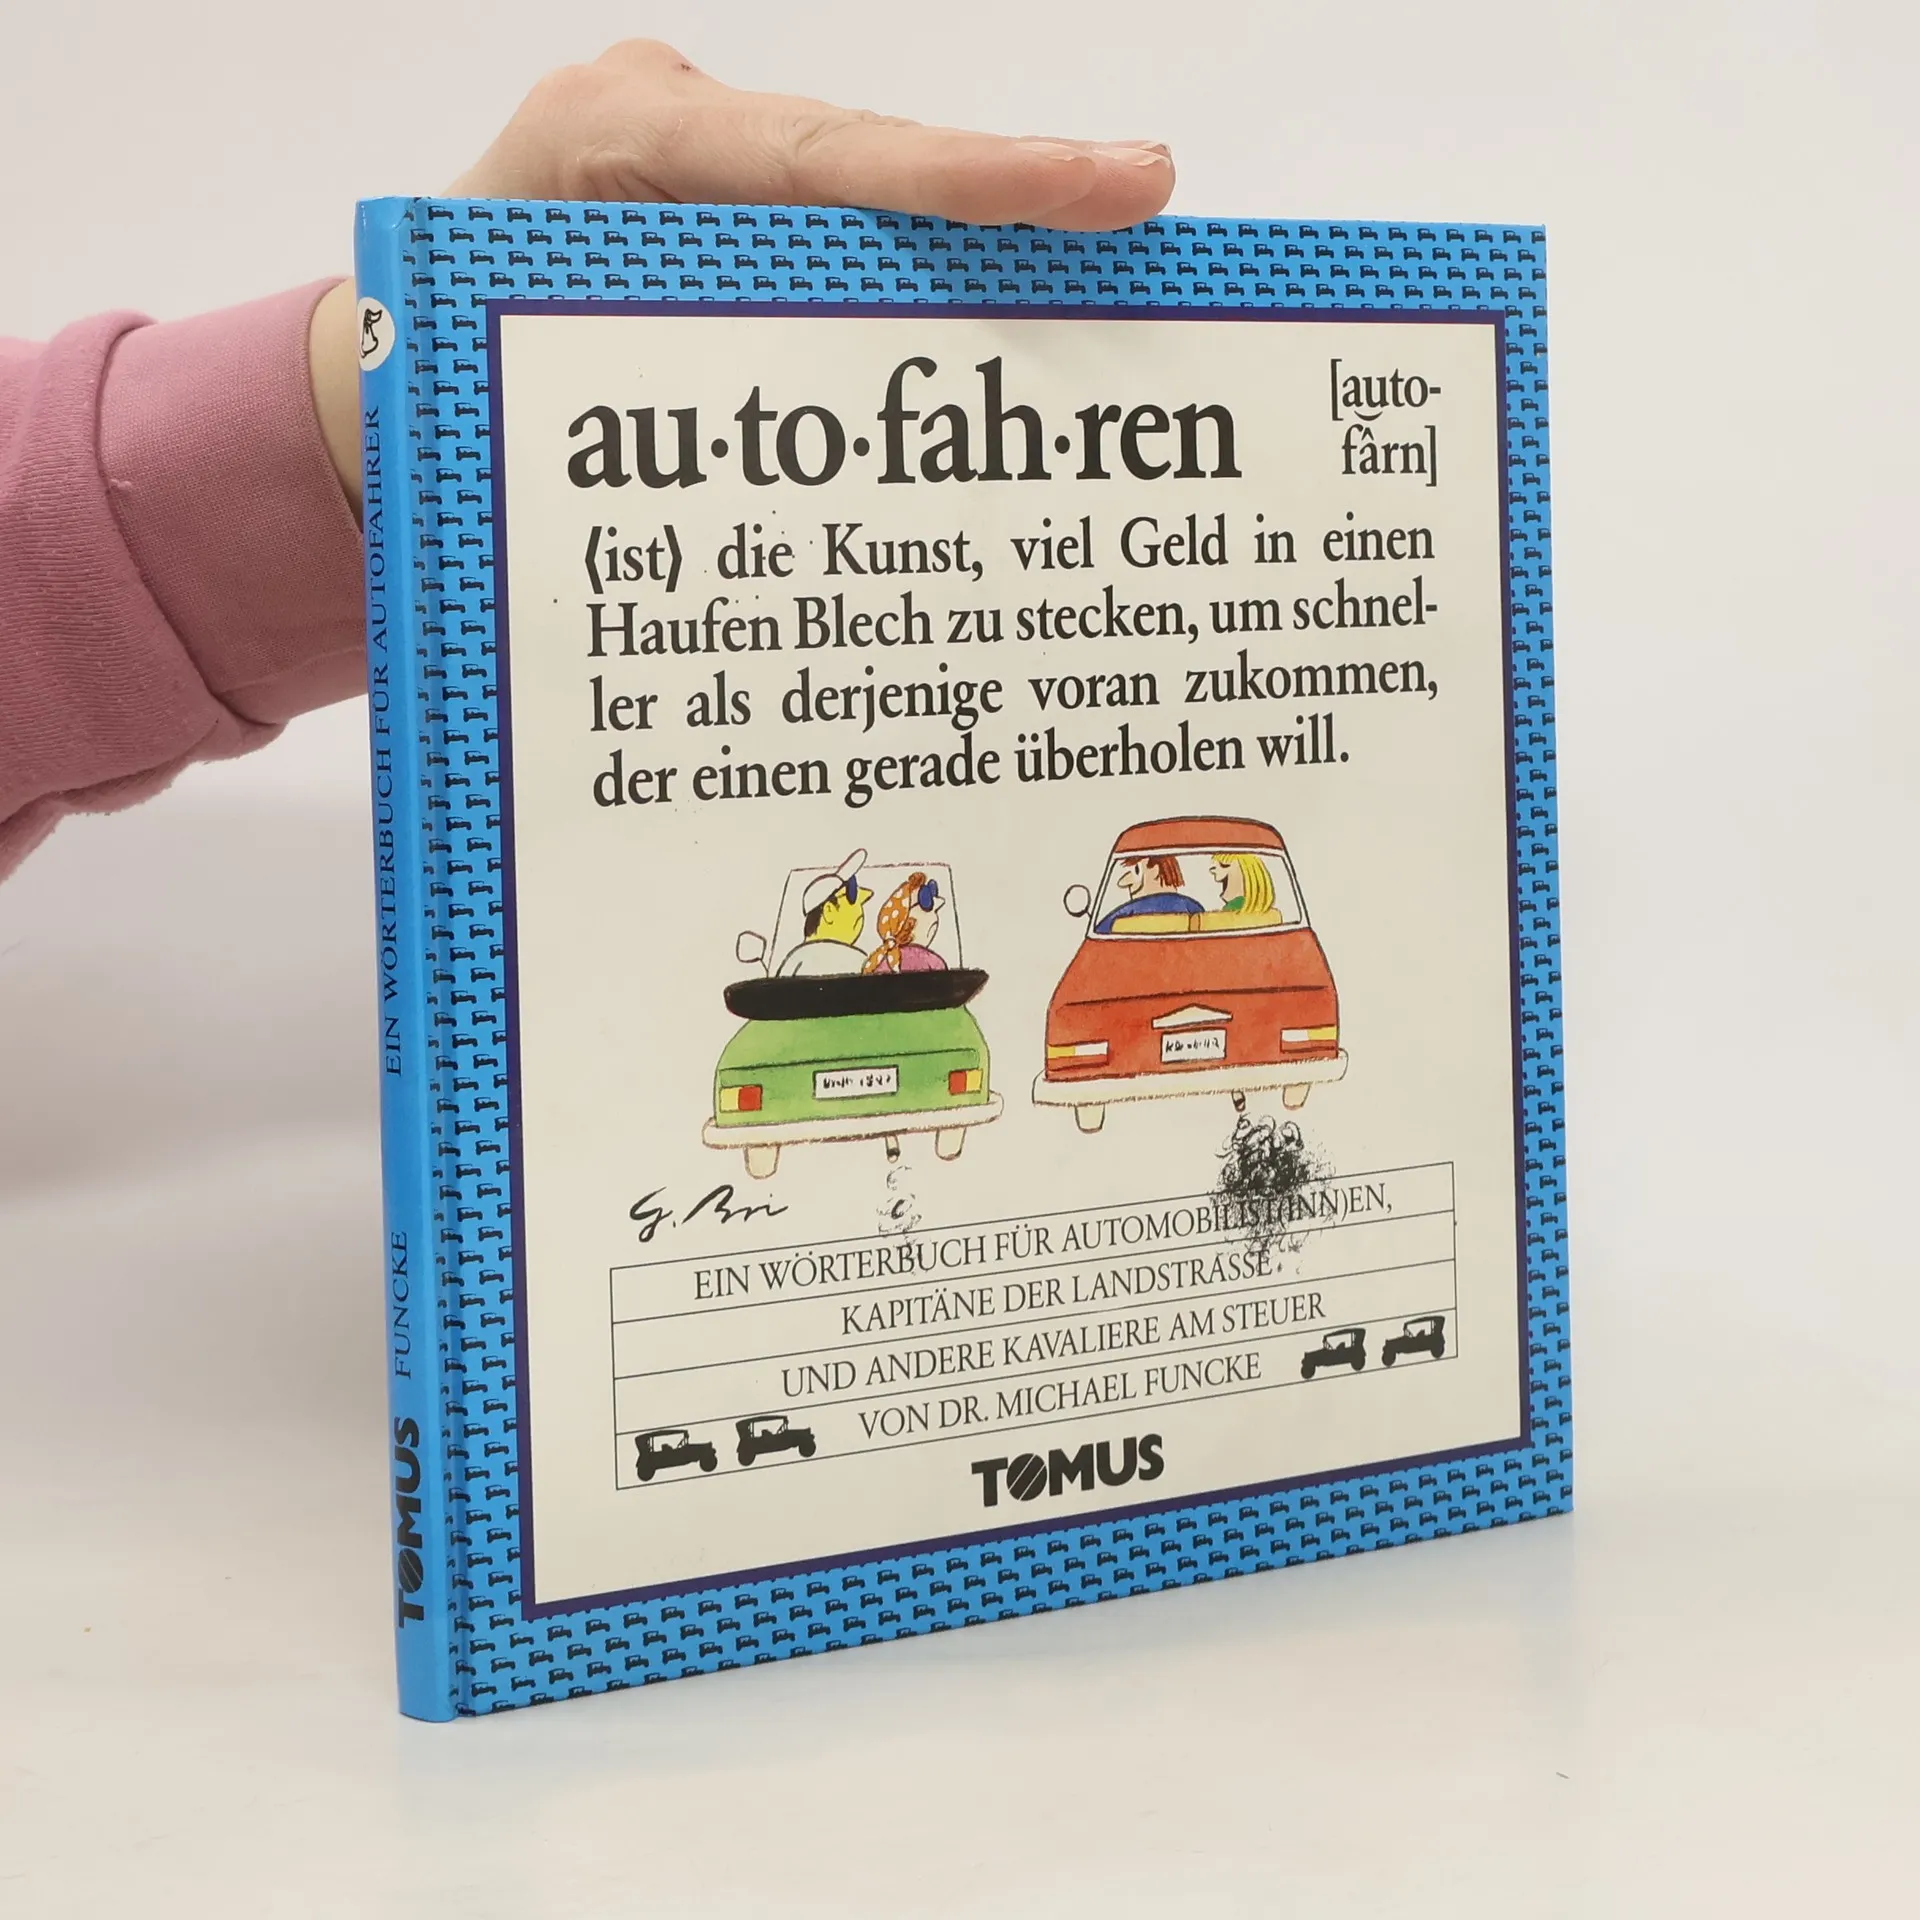 au·to·fah·ren
[auto-
fârn]
⟨ist⟩ die Kunst, viel Geld in einen
Haufen Blech zu stecken, um schnel-
ler als derjenige voran zukommen,
der einen gerade überholen will.
EIN WÖRTERBUCH FÜR AUTOMOBILIST(INN)EN,
KAPITÄNE DER LANDSTRASSE
UND ANDERE KAVALIERE AM STEUER
VON DR. MICHAEL FUNCKE
TOMUS
TOMUS FUNCKE EIN WÖRTERBUCH FÜR AUTOFAHRER